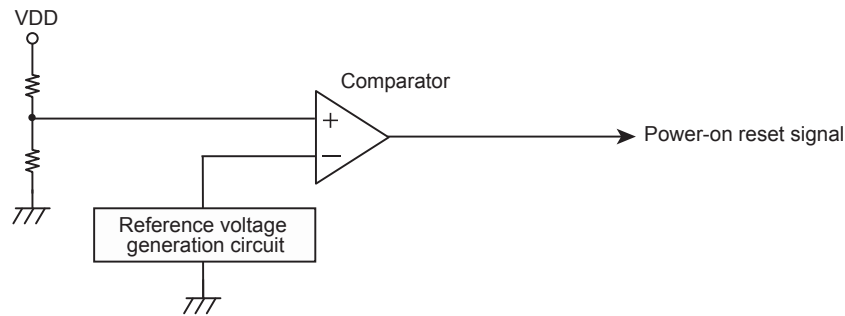 VDD
Comparator
+
Power-on reset signal
−
Reference voltage
generation circuit